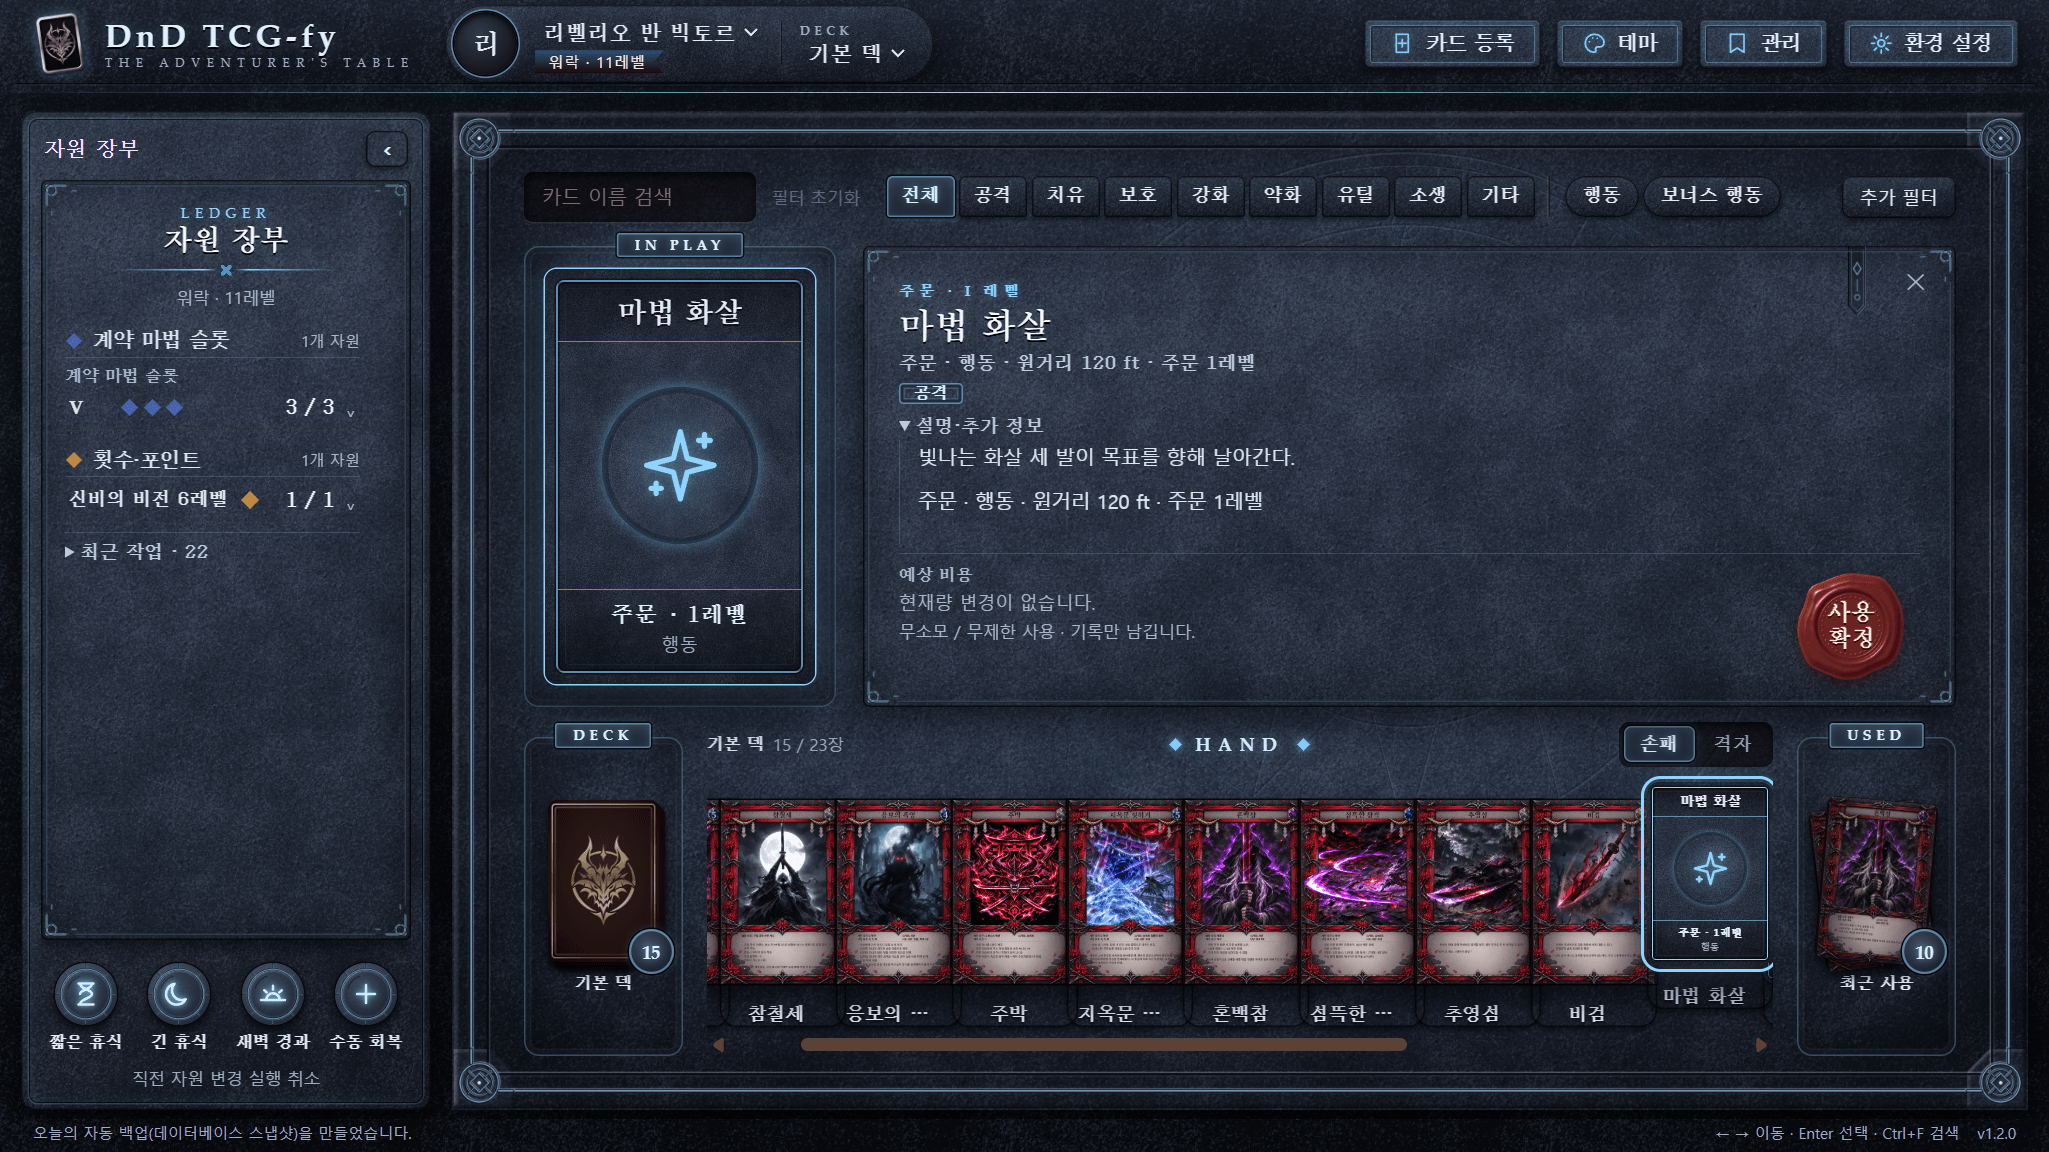 DnD TCG-fy
THE ADVENTURER'S TABLE
리
리벨리오 반 빅토르
워락 · 11레벨
DECK
기본 덱
카드 등록
테마
관리
환경 설정
자원 장부
LEDGER
자원 장부
워락 · 11레벨
계약 마법 슬롯 1개 자원
계약 마법 슬롯
V 3 / 3 v
횟수·포인트 1개 자원
신비의 비전 6레벨 1 / 1 v
최근 작업 · 22
짧은 휴식
긴 휴식
새벽 경과
수동 회복
직전 자원 변경 실행 취소
카드 이름 검색
필터 초기화
전체
공격
치유
보호
강화
약화
유틸
소생
기타
행동
보너스 행동
추가 필터
IN PLAY
마법 화살
주문 · 1레벨
행동
주문 · 1 레벨
마법 화살
주문 · 행동 · 원거리 120 ft · 주문 1레벨
공격
설명·추가 정보
빛나는 화살 세 발이 목표를 향해 날아간다.
주문 · 행동 · 원거리 120 ft · 주문 1레벨
예상 비용
현재량 변경이 없습니다.
무소모 / 무제한 사용 · 기록만 남깁니다.
사용
확정
DECK
15
기본 덱
기본 덱 15 / 23장
HAND
손패
격자
참철세
응보의 ···
주박
지옥문 ···
혼백참
섬뜩한 ···
추영섬
비검
마법 화살
주문 · 1레벨
행동
마법 화살
USED
10
최근 사용
오늘의 자동 백업(데이터베이스 스냅샷)을 만들었습니다.
← → 이동 · Enter 선택 · Ctrl+F 검색 v1.2.0